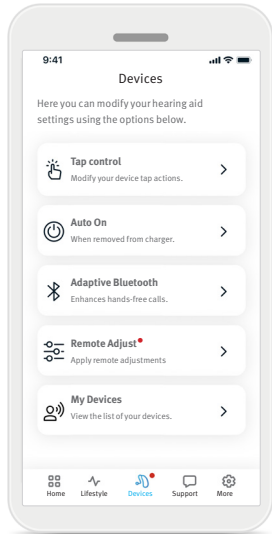 9:41
Devices
Here you can modify your hearing aid
settings using the options below.
Tap control
Modify your device tap actions.
Auto On
When removed from charger.
Adaptive Bluetooth
Enhances hands-free calls.
Remote Adjust
Apply remote adjustments
My Devices
View the list of your devices.
Home Lifestyle Devices Support More